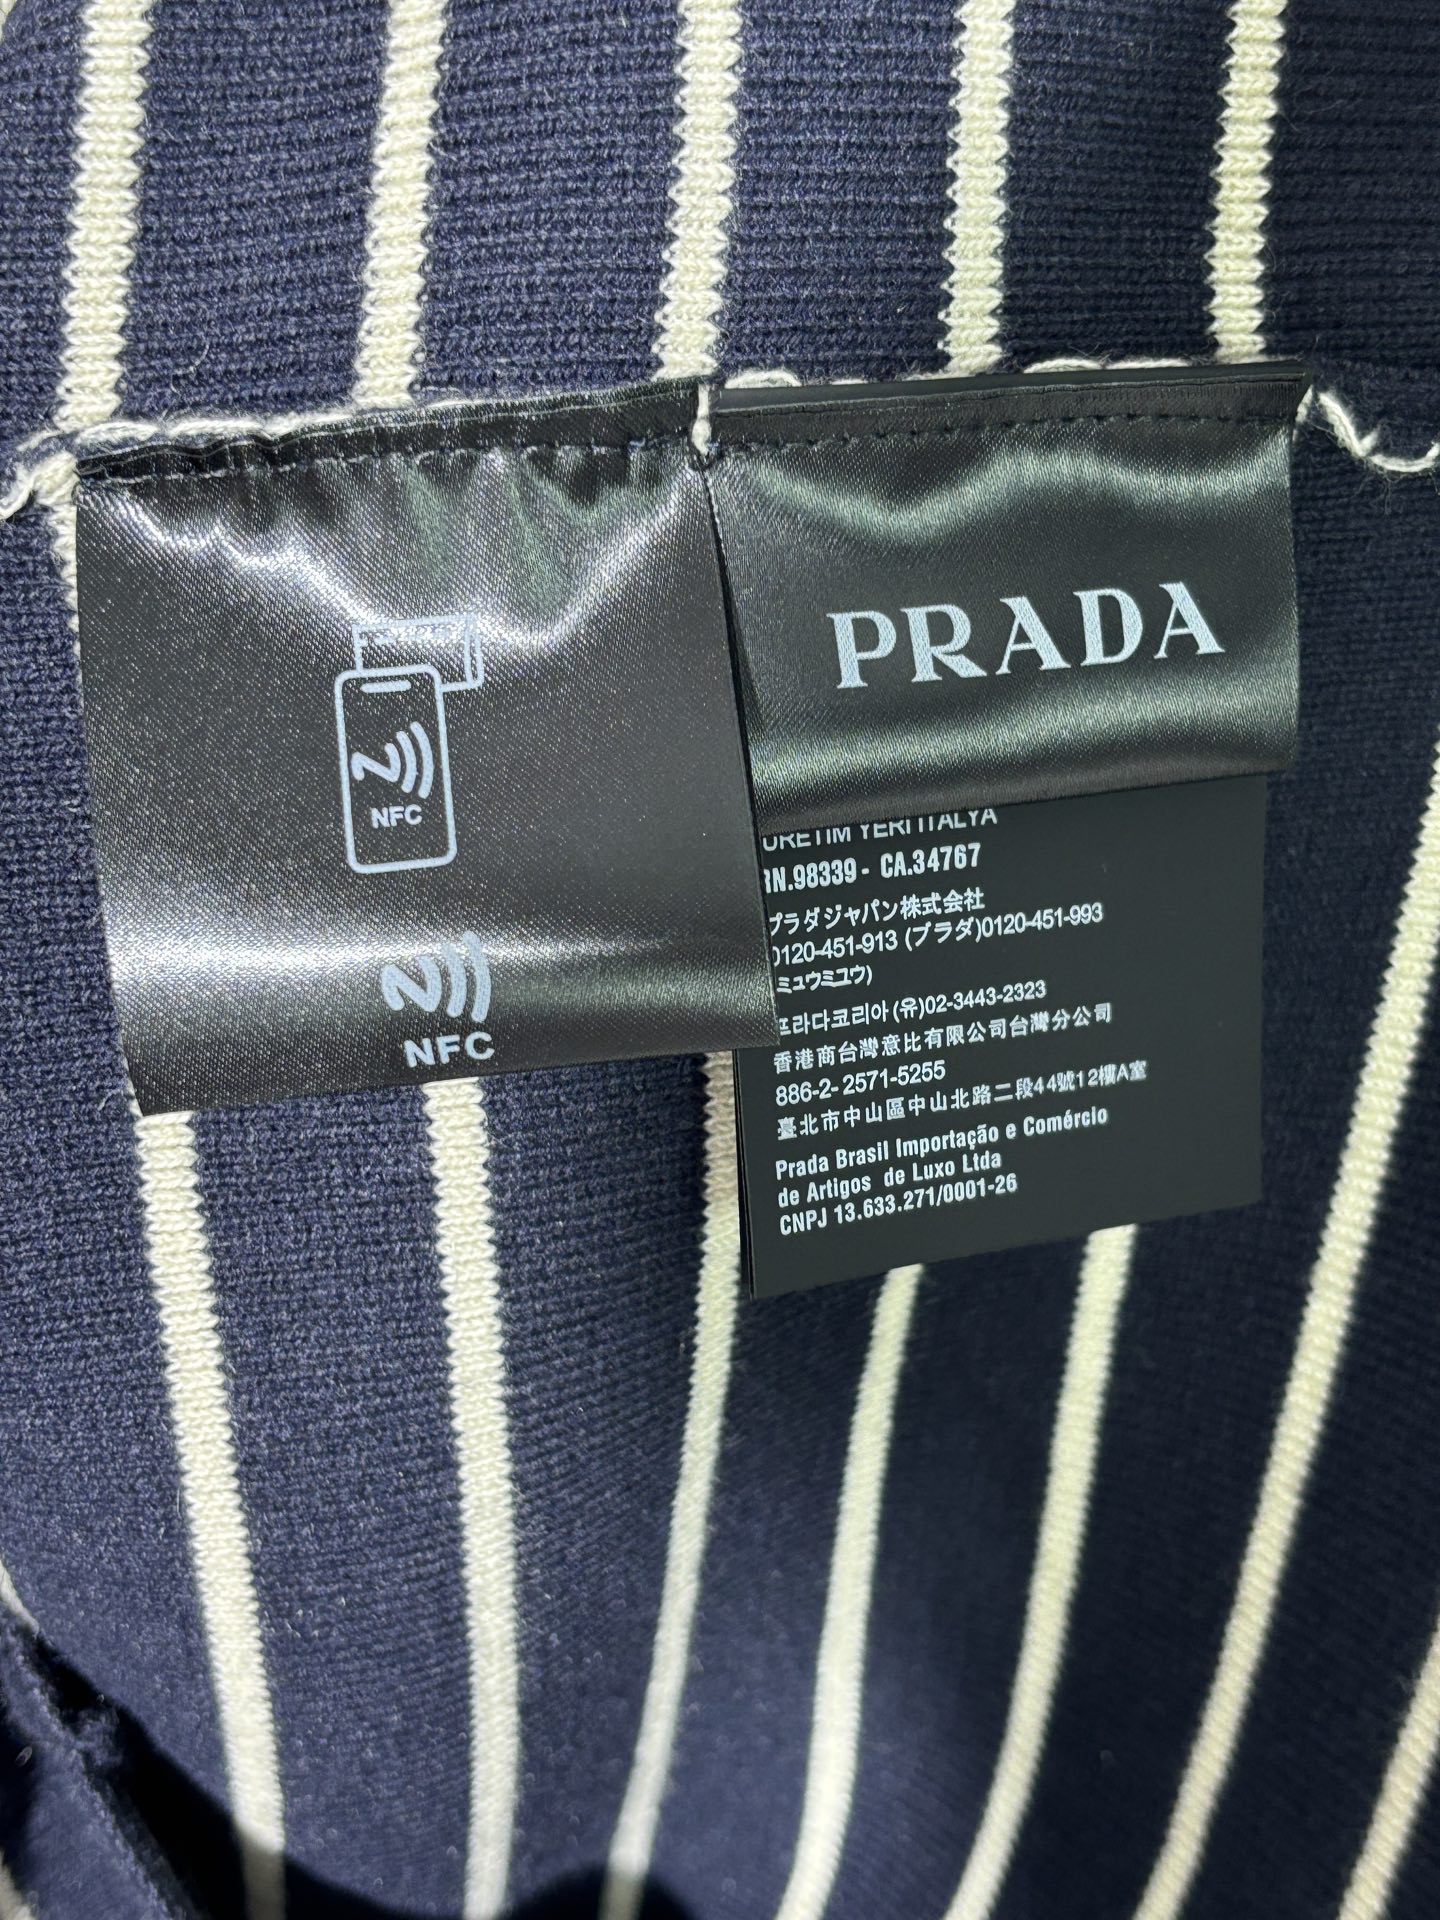 NFC
NFC
PRADA
ÜRETİM YERİ İTALYA
RN.98339 - CA.34767
プラダジャパン株式会社
0120-451-913 (プラダ)0120-451-993
(ミュウミュウ)
프라다코리아(유)02-3443-2323
香港商台灣意比有限公司台灣分公司
886-2- 2571-5255
臺北市中山區中山北路二段44號12樓A室
Prada Brasil Importação e Comércio
de Artigos de Luxo Ltda
CNPJ 13.633.271/0001-26